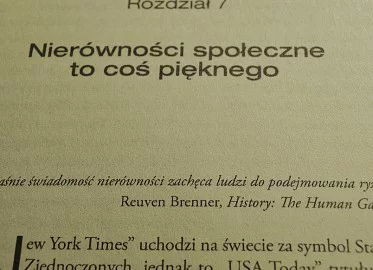 Rozdział 7
Nierówności społeczne
to coś pięknego
świadomość nierówności zachęca ludzi do podejmowania
Reuven Brenner, History: The Human
ew York Times” uchodzi na świecie za symbol
Zjednoczonych, jednak to „USA Today”